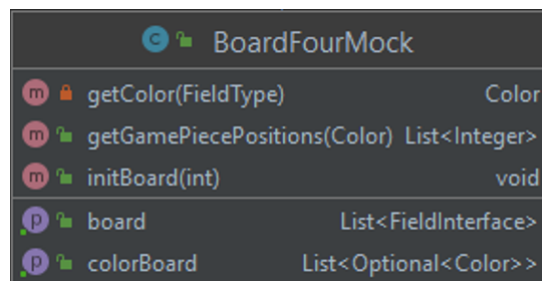 BoardFourMock
getColor(FieldType) Color
getGamePiecePositions(Color) List<Integer>
initBoard(int) void
board List<FieldInterface>
colorBoard List<Optional<Color>>